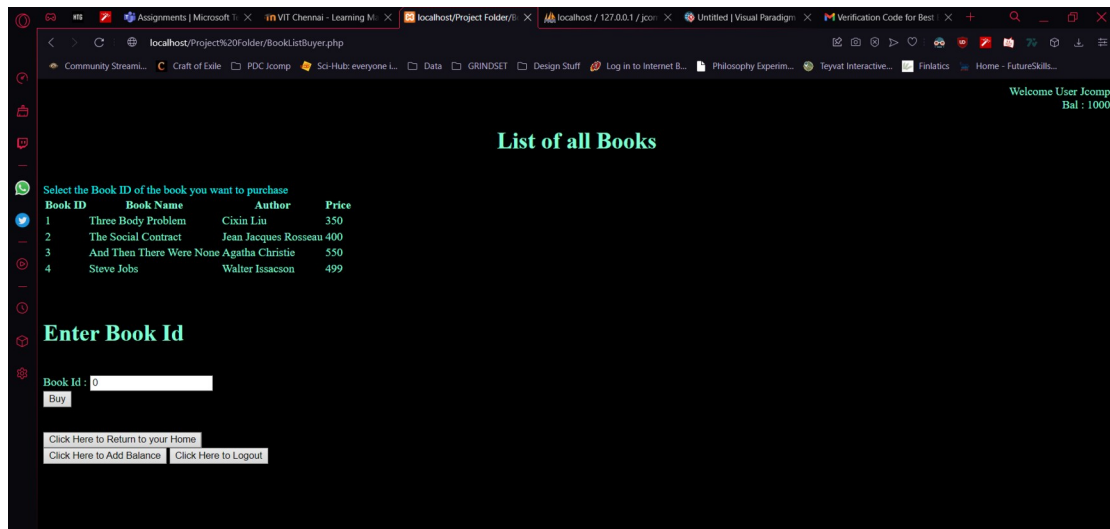 HTG Assignments | Microsoft T VIT Chennai - Learning Ma localhost/Project Folder/B localhost / 127.0.0.1 / jcon Untitled | Visual Paradigm Verification Code for Best
localhost/Project%20Folder/BookListBuyer.php
Community Streami... Craft of Exile PDC Jcomp Sci-Hub: everyone i... Data GRINDSET Design Stuff Log in to Internet B... Philosophy Experim... Teyvat Interactive... Finlatics Home - FutureSkills...
Welcome User Jcomp
Bal : 1000
List of all Books
Select the Book ID of the book you want to purchase
Book ID Book Name Author Price
1 Three Body Problem Cixin Liu 350
2 The Social Contract Jean Jacques Rosseau 400
3 And Then There Were None Agatha Christie 550
4 Steve Jobs Walter Issacson 499
Enter Book Id
Book Id : 0
Buy
Click Here to Return to your Home
Click Here to Add Balance Click Here to Logout